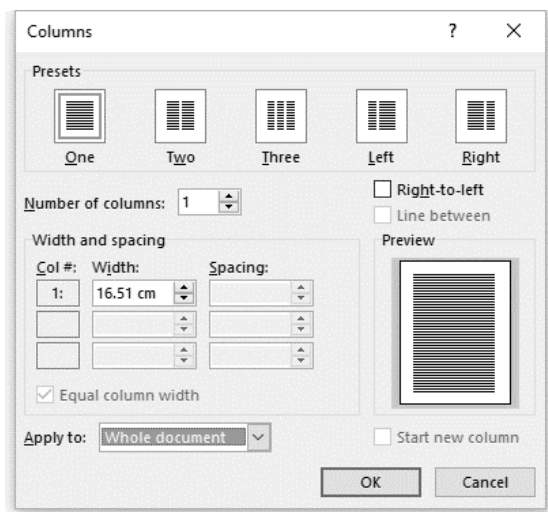 Columns
Presets
One Two Three Left Right
Number of columns: 1
Right-to-left
Line between
Width and spacing
Col #: Width: Spacing:
1: 16.51 cm
Equal column width
Preview
Apply to: Whole document
Start new column
OK Cancel